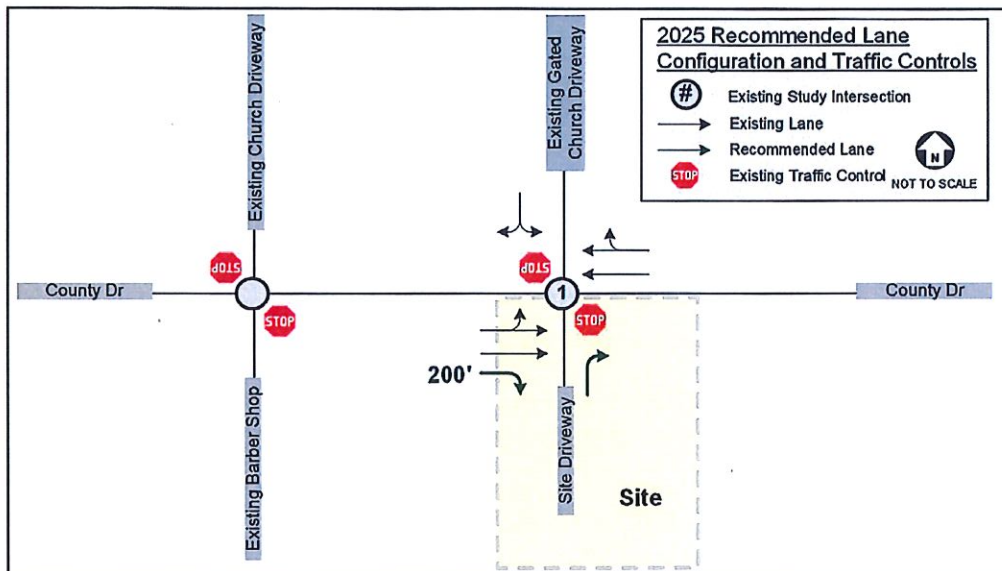 2025 Recommended Lane
Configuration and Traffic Controls
# Existing Study Intersection
Existing Lane
Recommended Lane
STOP Existing Traffic Control
N
NOT TO SCALE
Existing Church Driveway
Existing Gated
Church Driveway
STOP
STOP
County Dr
1
County Dr
STOP
STOP
200'
Existing Barber Shop
Site Driveway
Site